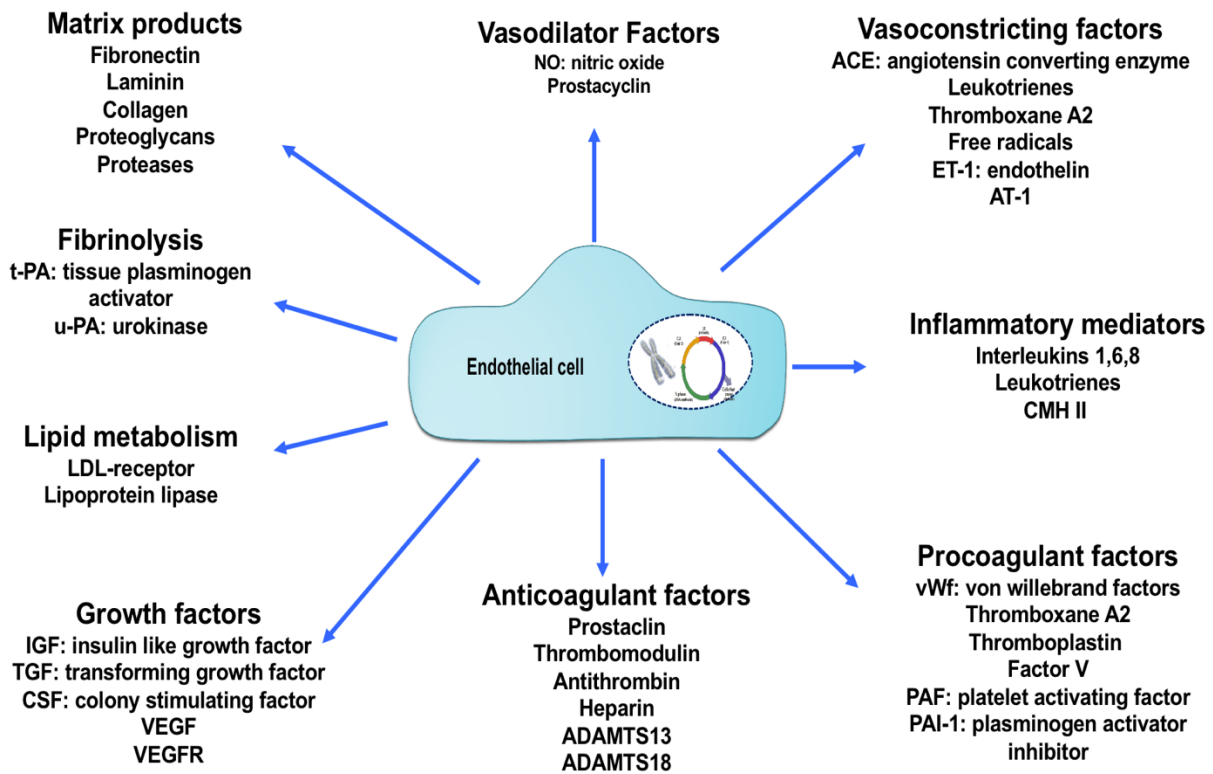 Matrix products
Fibronectin
Laminin
Collagen
Proteoglycans
Proteases
Vasodilator Factors
NO: nitric oxide
Prostacyclin
Vasoconstricting factors
ACE: angiotensin converting enzyme
Leukotrienes
Thromboxane A2
Free radicals
ET-1: endothelin
AT-1
Fibrinolysis
t-PA: tissue plasminogen
activator
u-PA: urokinase
Endothelial cell
Inflammatory mediators
Interleukins 1,6,8
Leukotrienes
CMH II
Lipid metabolism
LDL-receptor
Lipoprotein lipase
Growth factors
IGF: insulin like growth factor
TGF: transforming growth factor
CSF: colony stimulating factor
VEGF
VEGFR
Anticoagulant factors
Prostaclin
Thrombomodulin
Antithrombin
Heparin
ADAMTS13
ADAMTS18
Procoagulant factors
vWf: von willebrand factors
Thromboxane A2
Thromboplastin
Factor V
PAF: platelet activating factor
PAI-1: plasminogen activator
inhibitor